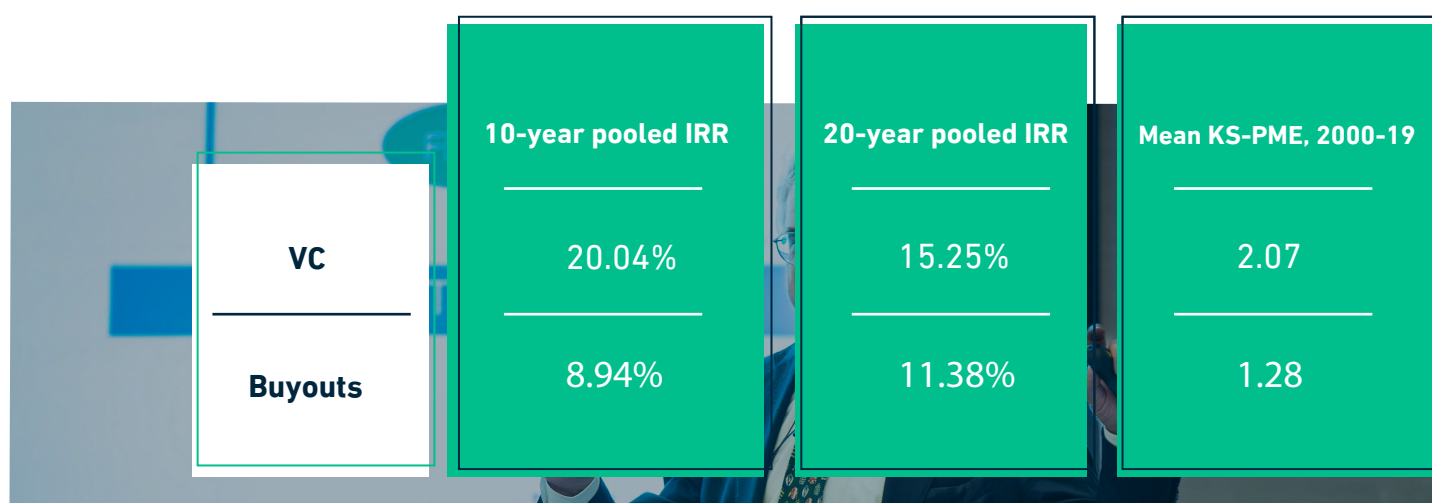 10-year pooled IRR
20-year pooled IRR
Mean KS-PME, 2000-19
VC
20.04%
15.25%
2.07
Buyouts
8.94%
11.38%
1.28